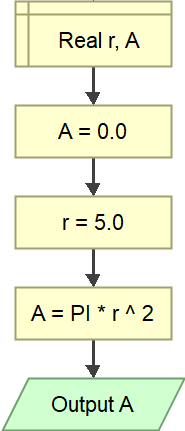 Real r, A
A = 0.0
r = 5.0
A = PI * r ^ 2
Output A